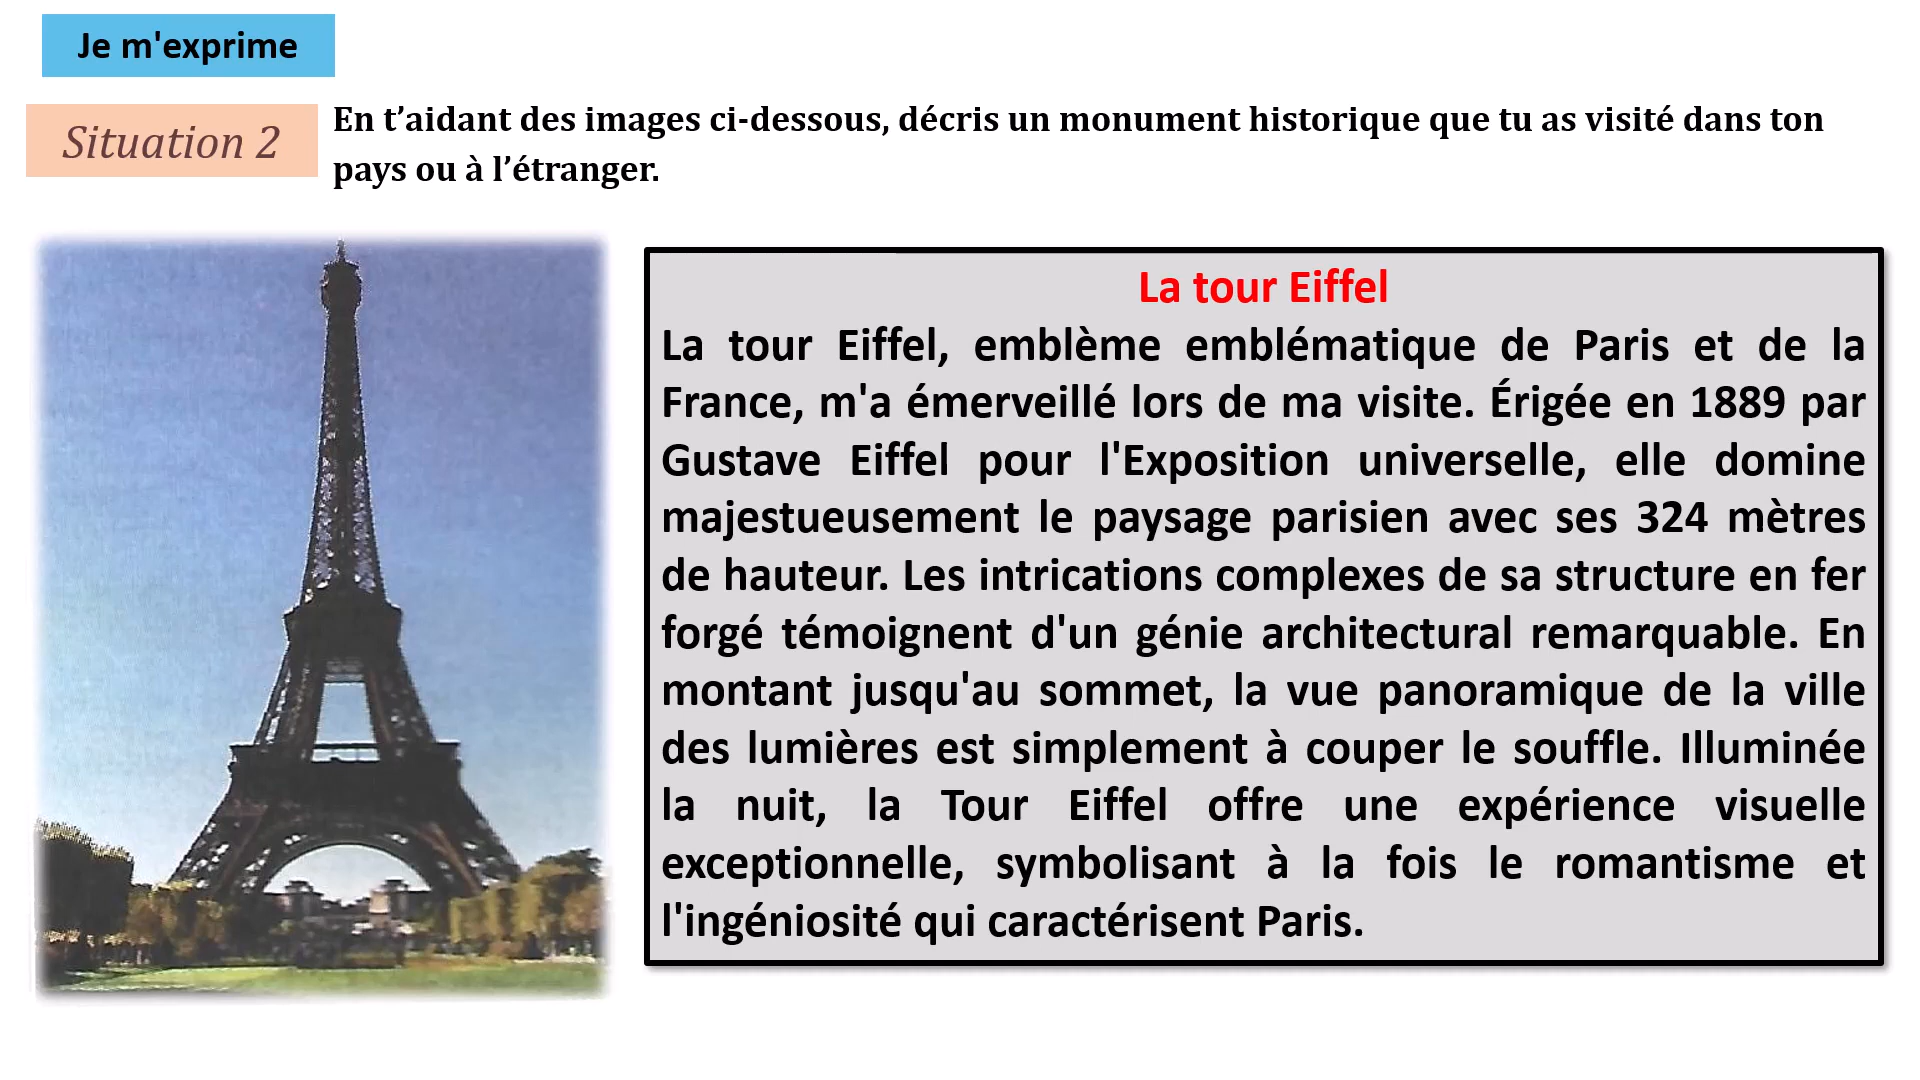 Je m'exprime
Situation 2
En t’aidant des images ci-dessous, décris un monument historique que tu as visité dans ton
pays ou à l’étranger.
La tour Eiffel
La tour Eiffel, emblème emblématique de Paris et de la
France, m'a émerveillé lors de ma visite. Érigée en 1889 par
Gustave Eiffel pour l'Exposition universelle, elle domine
majestueusement le paysage parisien avec ses 324 mètres
de hauteur. Les intrications complexes de sa structure en fer
forgé témoignent d'un génie architectural remarquable. En
montant jusqu'au sommet, la vue panoramique de la ville
des lumières est simplement à couper le souffle. Illuminée
la nuit, la Tour Eiffel offre une expérience visuelle
exceptionnelle, symbolisant à la fois le romantisme et
l'ingéniosité qui caractérisent Paris.